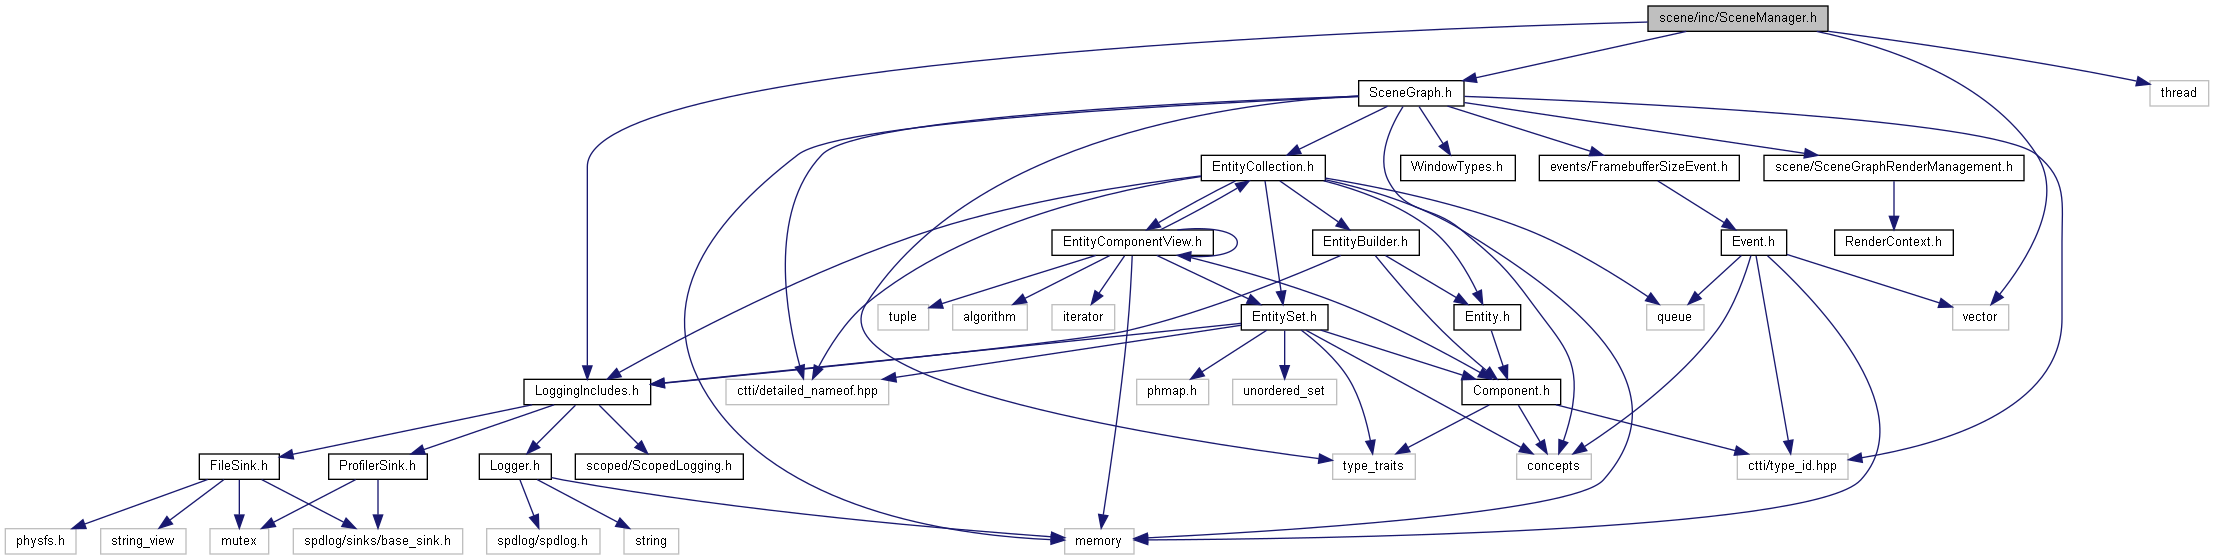 scene/inc/SceneManager.h
SceneGraph.h
thread
EntityCollection.h
WindowTypes.h
events/FramebufferSizeEvent.h
scene/SceneGraphRenderManagement.h
EntityComponentView.h
EntityBuilder.h
Event.h
RenderContext.h
tuple
algorithm
iterator
EntitySet.h
Entity.h
queue
vector
LoggingIncludes.h
ctti/detailed_nameof.hpp
phmap.h
unordered_set
Component.h
FileSink.h
ProfilerSink.h
Logger.h
scoped/ScopedLogging.h
type_traits
concepts
ctti/type_id.hpp
physfs.h
string_view
mutex
spdlog/sinks/base_sink.h
spdlog/spdlog.h
string
memory